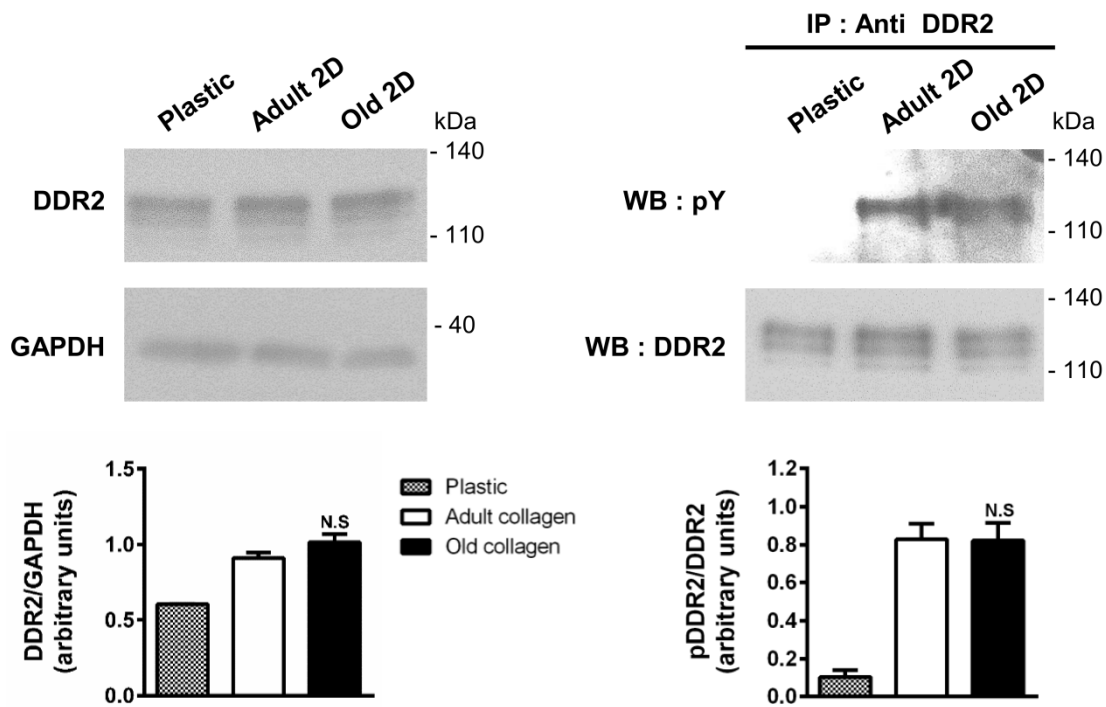 Plastic
Adult 2D
Old 2D
kDa
- 140
DDR2
- 110
- 40
GAPDH
IP : Anti DDR2
Plastic
Adult 2D
Old 2D
kDa
- 140
WB : pY
- 110
- 140
WB : DDR2
- 110
DDR2/GAPDH
(arbitrary units)
1.5
1.0
0.5
0.0
N.S
Plastic
Adult collagen
Old collagen
pDDR2/DDR2
(arbitrary units)
1.2
1.0
0.8
0.6
0.4
0.2
0.0
N.S